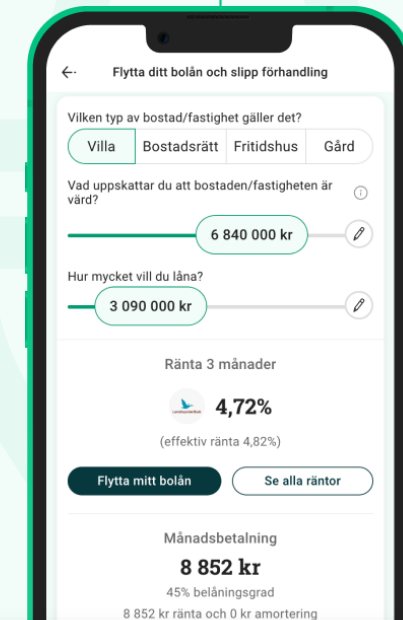 Flytta ditt bolån och slipp förhandling
Vilken typ av bostad/fastighet gäller det?
Villa Bostadsrätt Fritidshus Gård
Vad uppskattar du att bostaden/fastigheten är
värd?
6 840 000 kr
Hur mycket vill du låna?
3 090 000 kr
Ränta 3 månader
4,72%
(effektiv ränta 4,82%)
Flytta mitt bolån Se alla räntor
Månadsbetalning
8 852 kr
45% belåningsgrad
8 852 kr ränta och 0 kr amortering